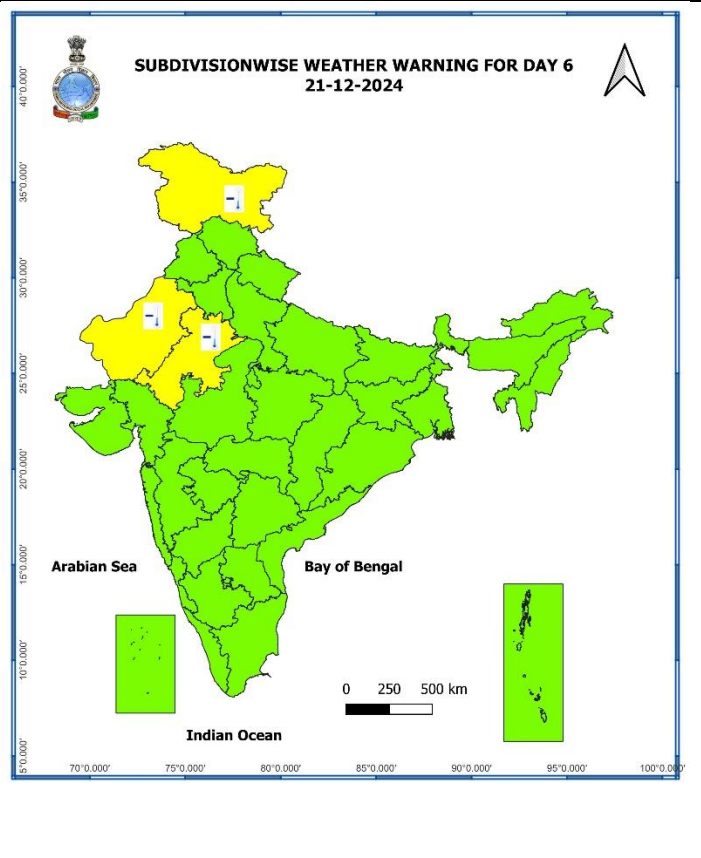 SUBDIVISIONWISE WEATHER WARNING FOR DAY 6
21-12-2024
40°0.000'
35°0.000'
30°0.000'
25°0.000'
20°0.000'
15°0.000'
10°0.000'
5°0.000'
Arabian Sea
Bay of Bengal
0 250 500 km
Indian Ocean
70°0.000' 75°0.000' 80°0.000' 85°0.000' 90°0.000' 95°0.000' 100°0.000'